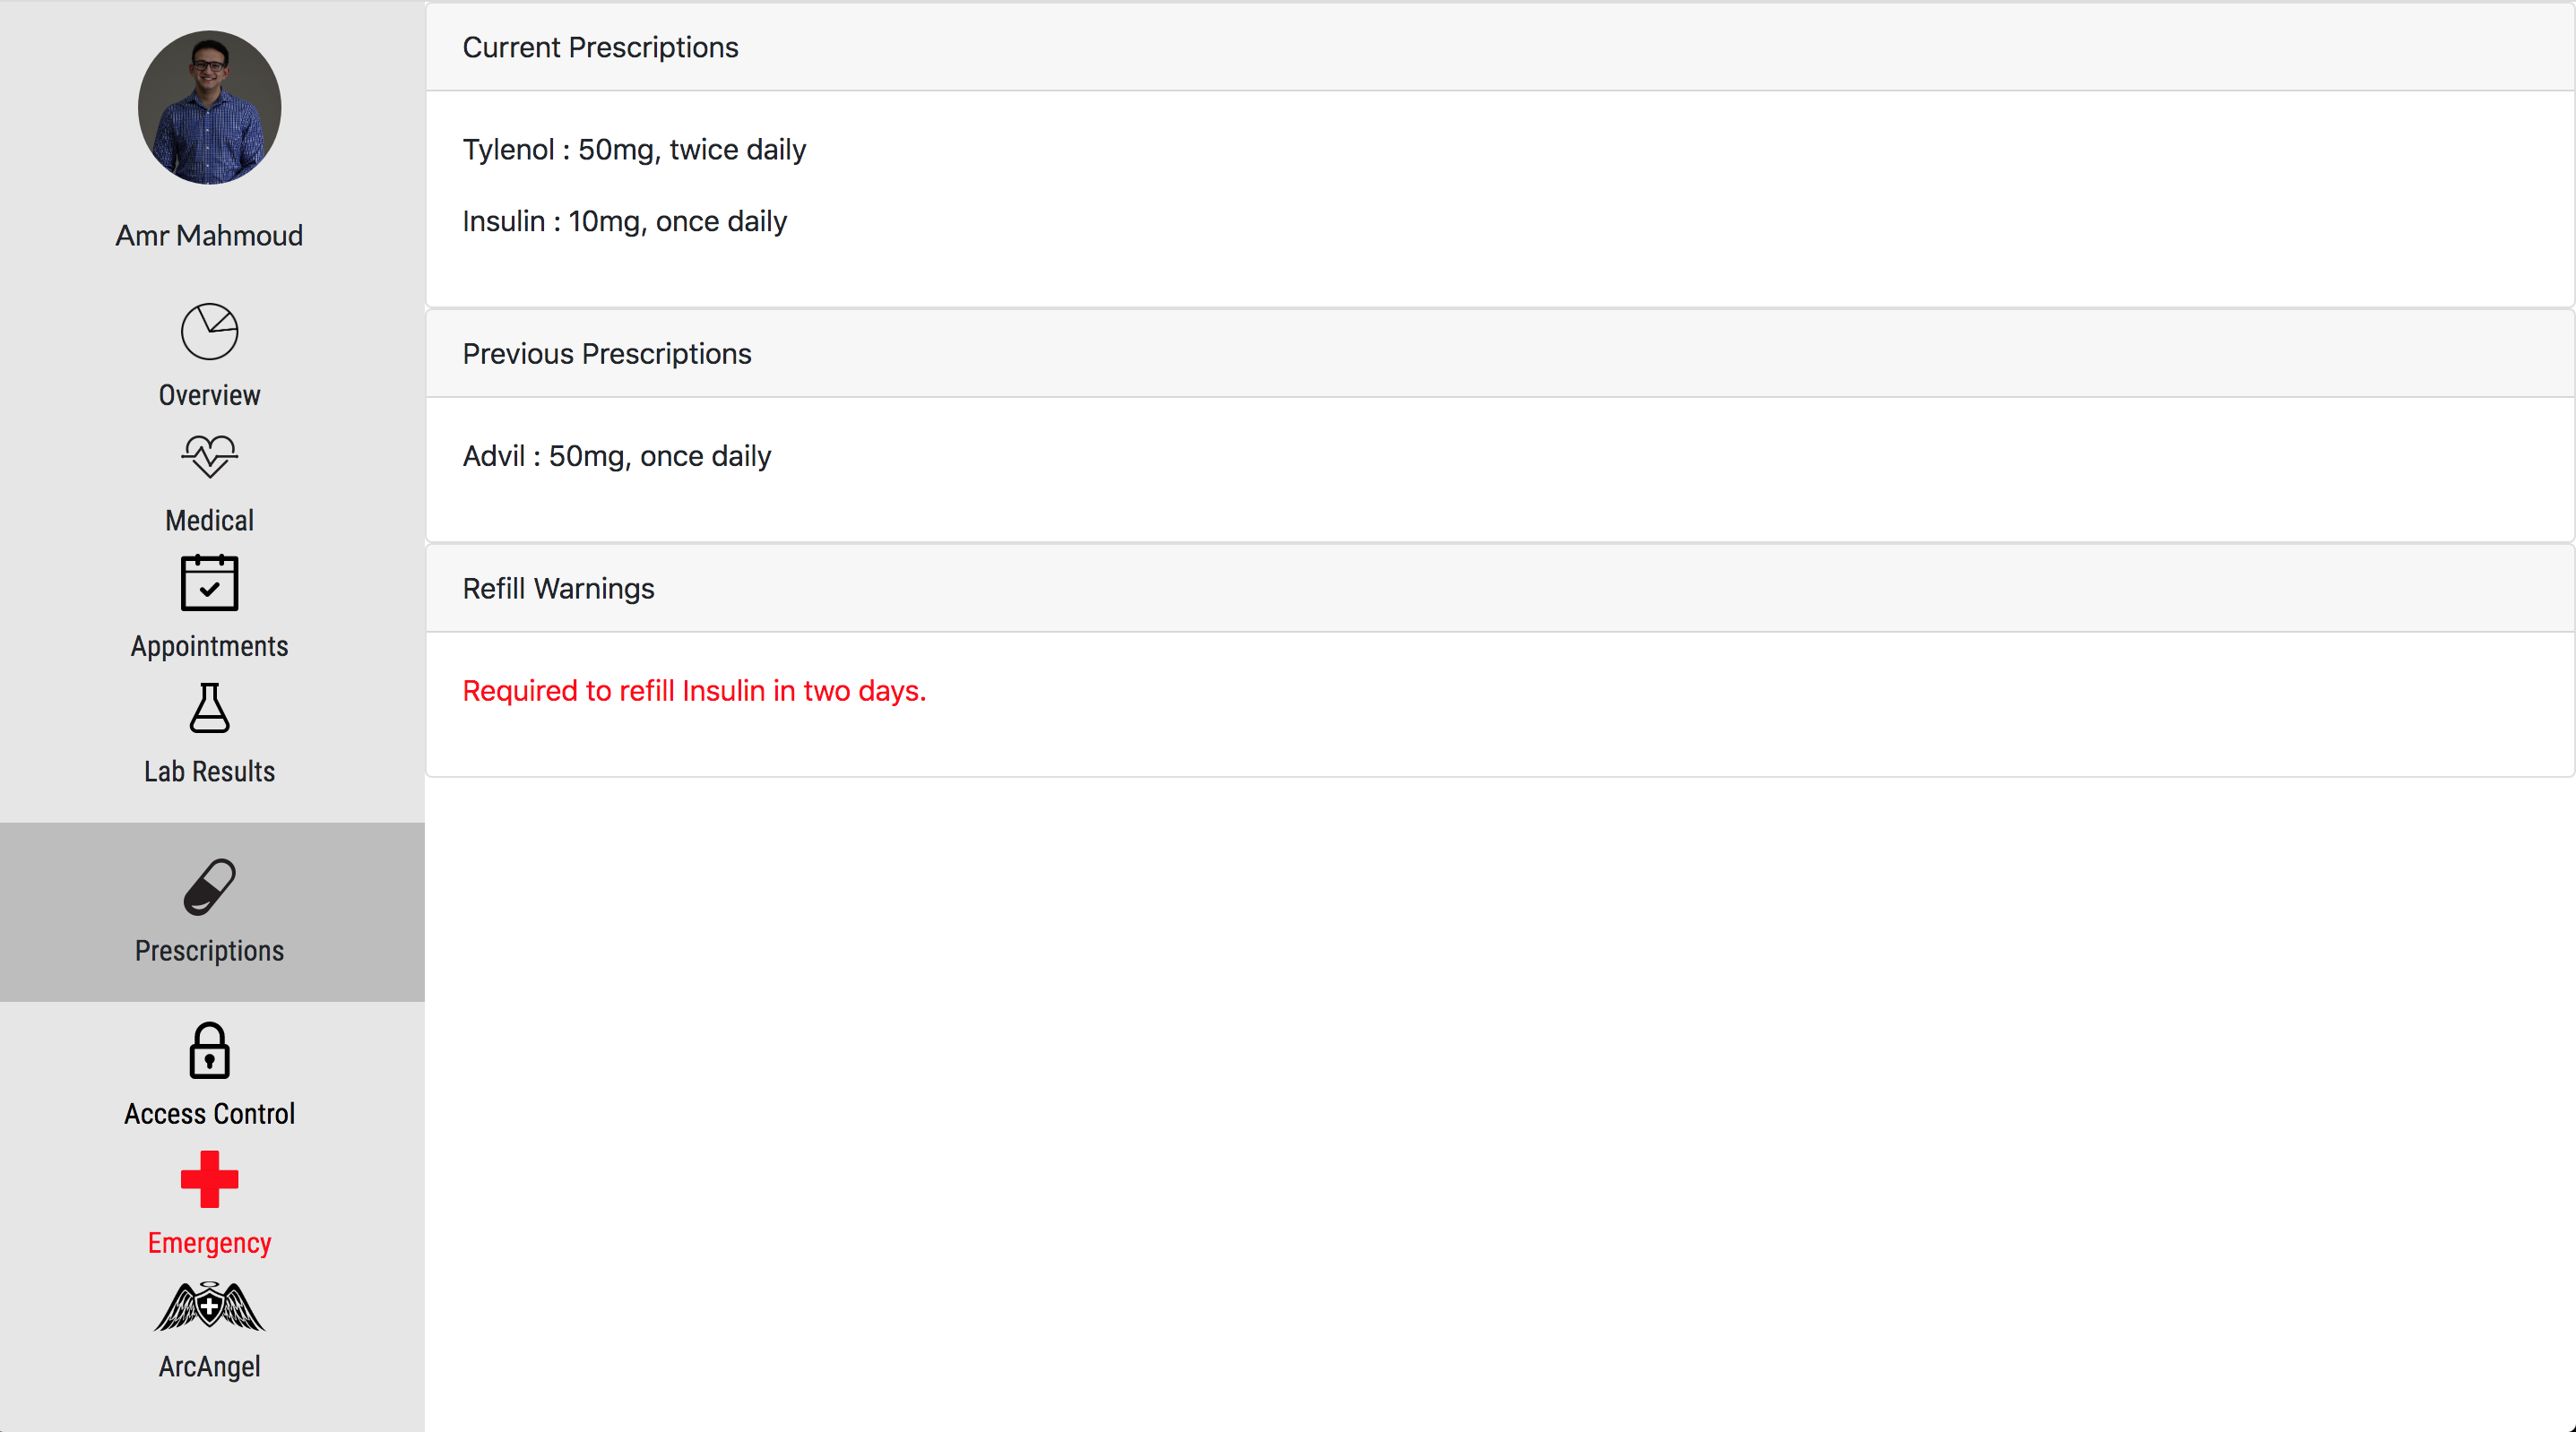 Amr Mahmoud
Overview
Medical
Appointments
Lab Results
Prescriptions
Access Control
Emergency
ArcAngel
Current Prescriptions
Tylenol : 50mg, twice daily
Insulin : 10mg, once daily
Previous Prescriptions
Advil : 50mg, once daily
Refill Warnings
Required to refill Insulin in two days.